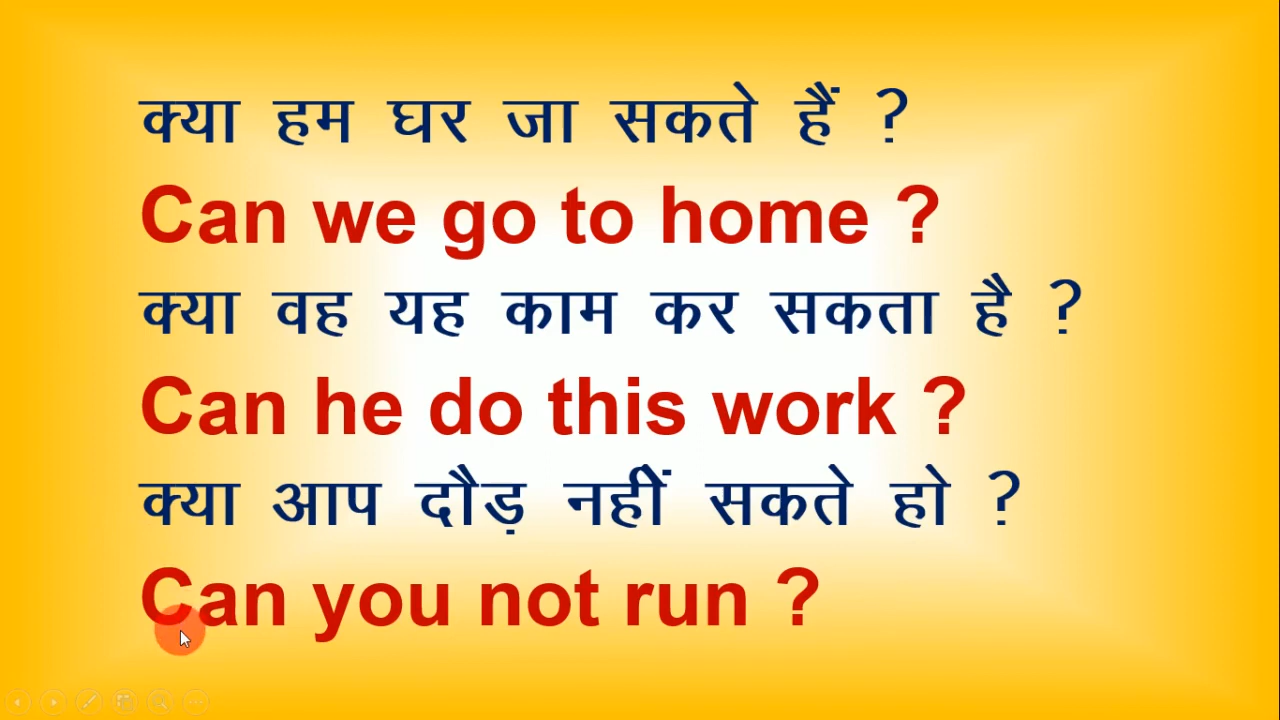 क्या हम घर जा सकते हैं ?
Can we go to home ?
क्या वह यह काम कर सकता है ?
Can he do this work ?
क्या आप दौड़ नहीं सकते हो ?
Can you not run ?